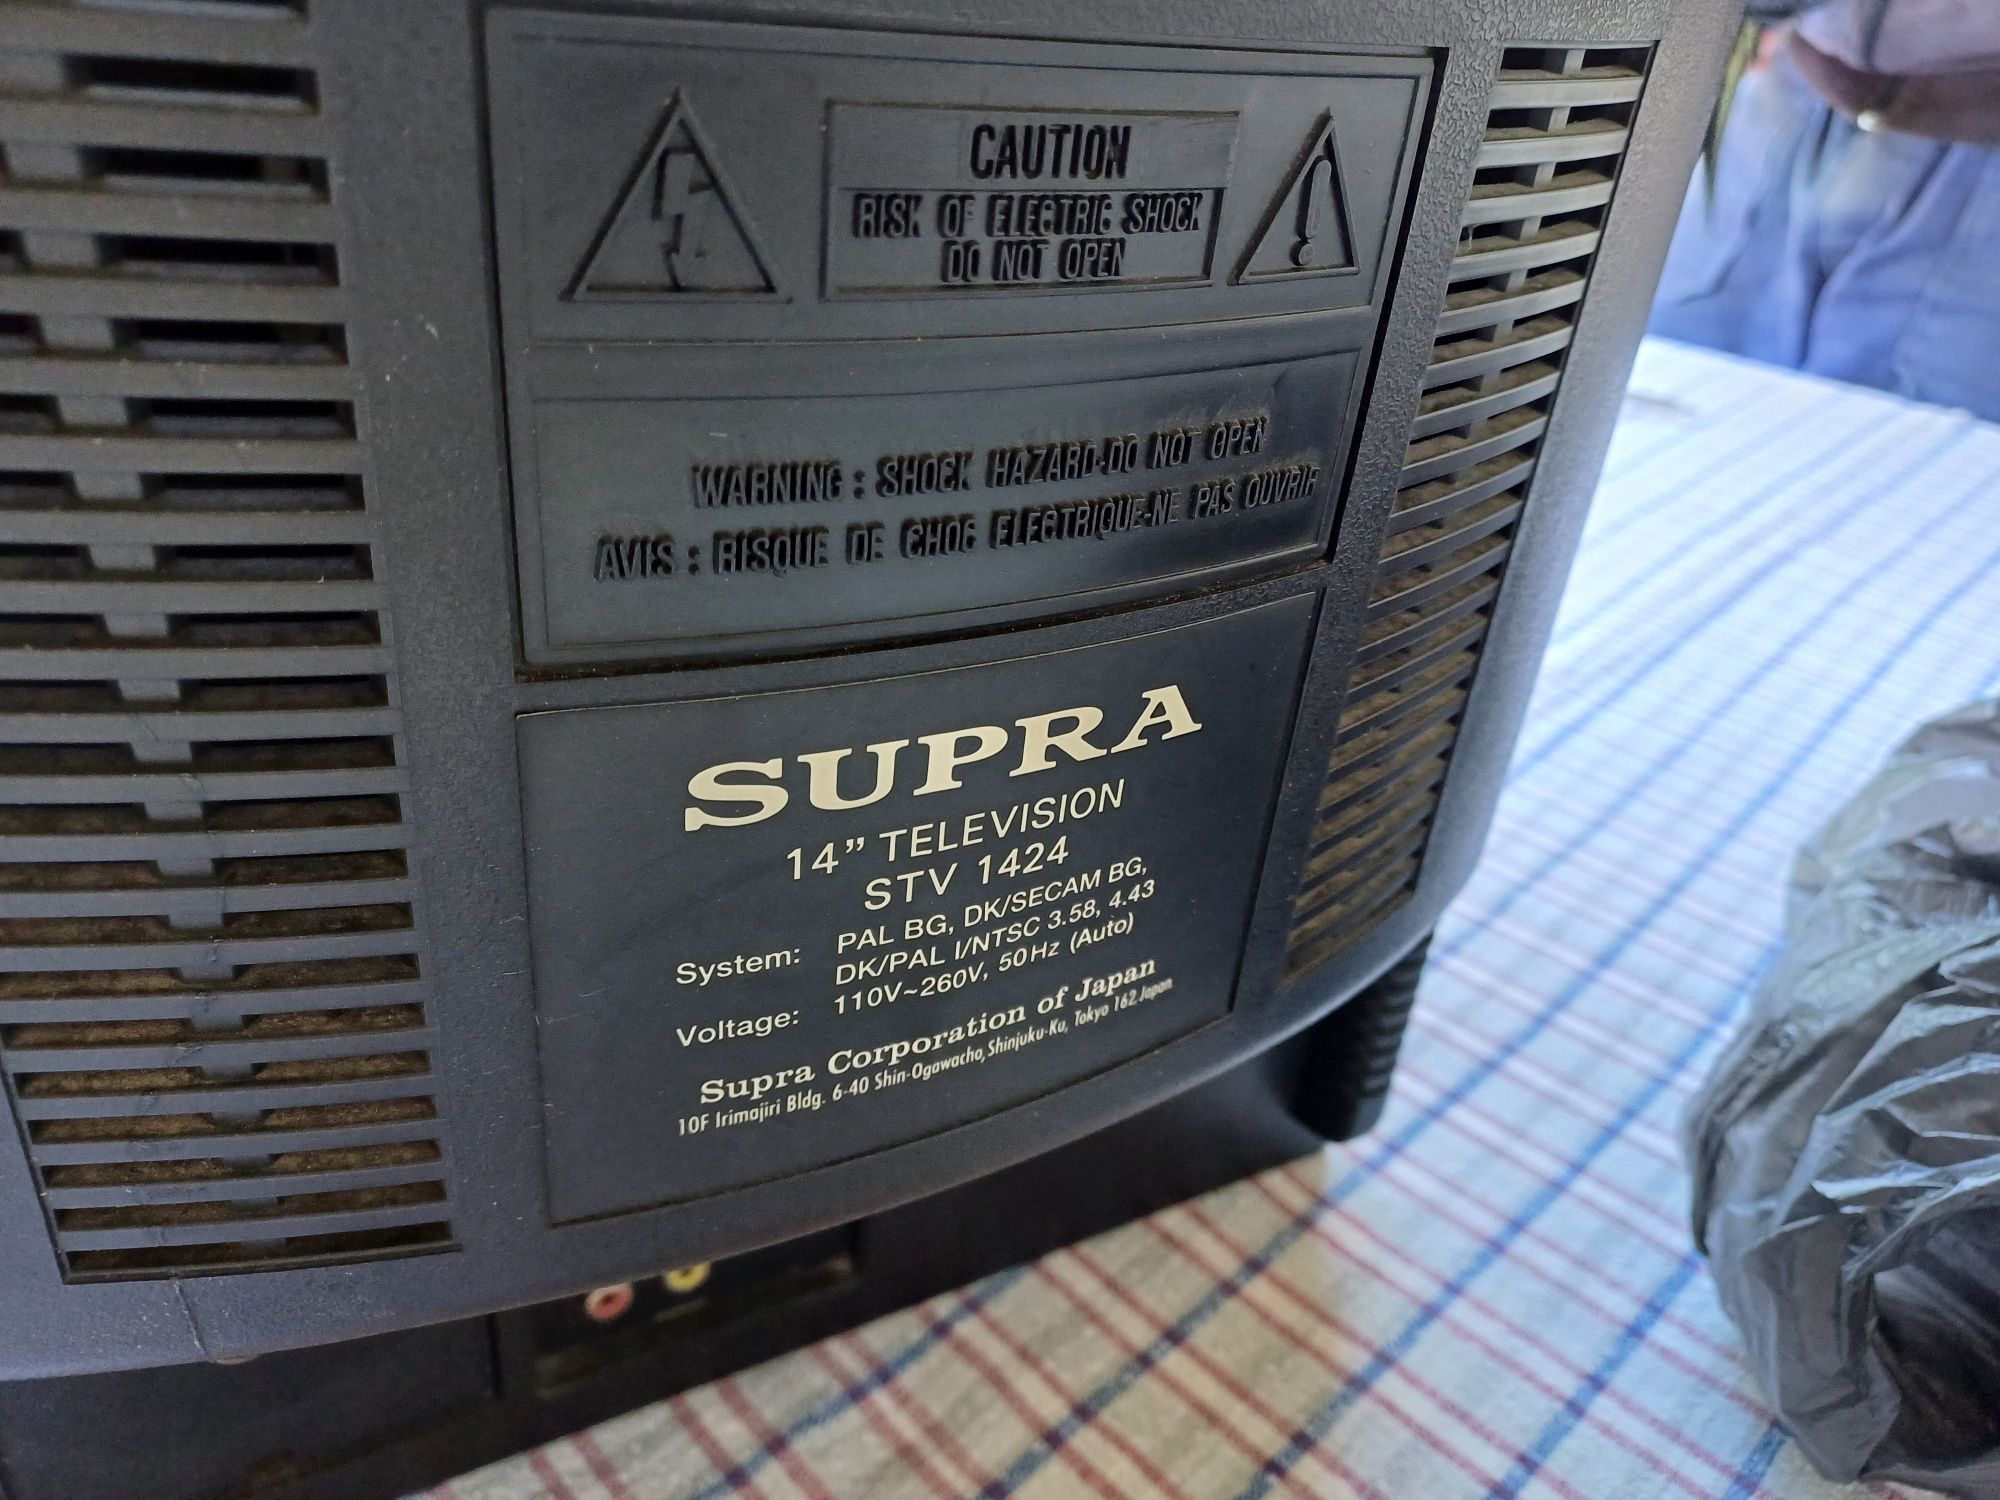 CAUTION
RISK OF ELECTRIC SHOCK
DO NOT OPEN
WARNING : SHOCK HAZARD-DO NOT OPEN
AVIS : RISQUE DE CHOC ELECTRIQUE-NE PAS OUVRIR
SUPRA
14" TELEVISION
STV 1424
System: PAL BG, DK/SECAM BG,
DK/PAL I/NTSC 3.58, 4.43
Voltage: 110V~260V, 50Hz (Auto)
Supra Corporation of Japan
10F Irimajiri Bldg. 6-40 Shin-Ogawacho, Shinjuku-Ku, Tokyo 162 Japan